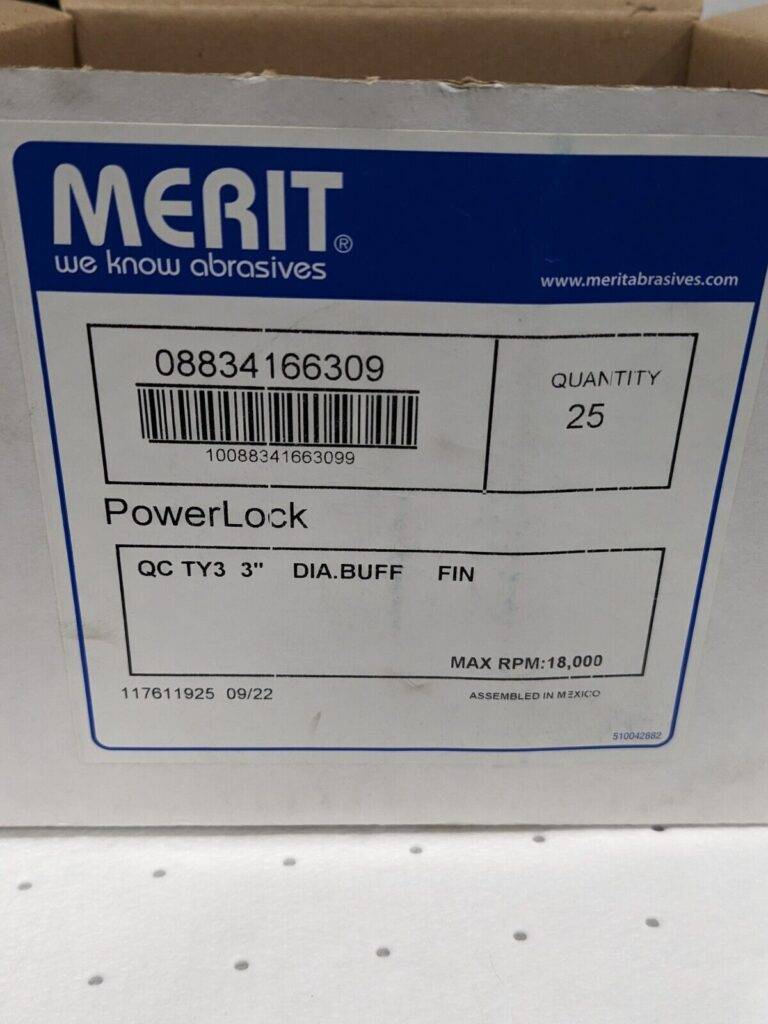 MERIT®
we know abrasives
www.meritabrasives.com
08834166309
QUANTITY
25
10088341663099
PowerLock
QC TY3 3" DIA.BUFF FIN
MAX RPM:18,000
117611925 09/22
ASSEMBLED IN MEXICO
510042882